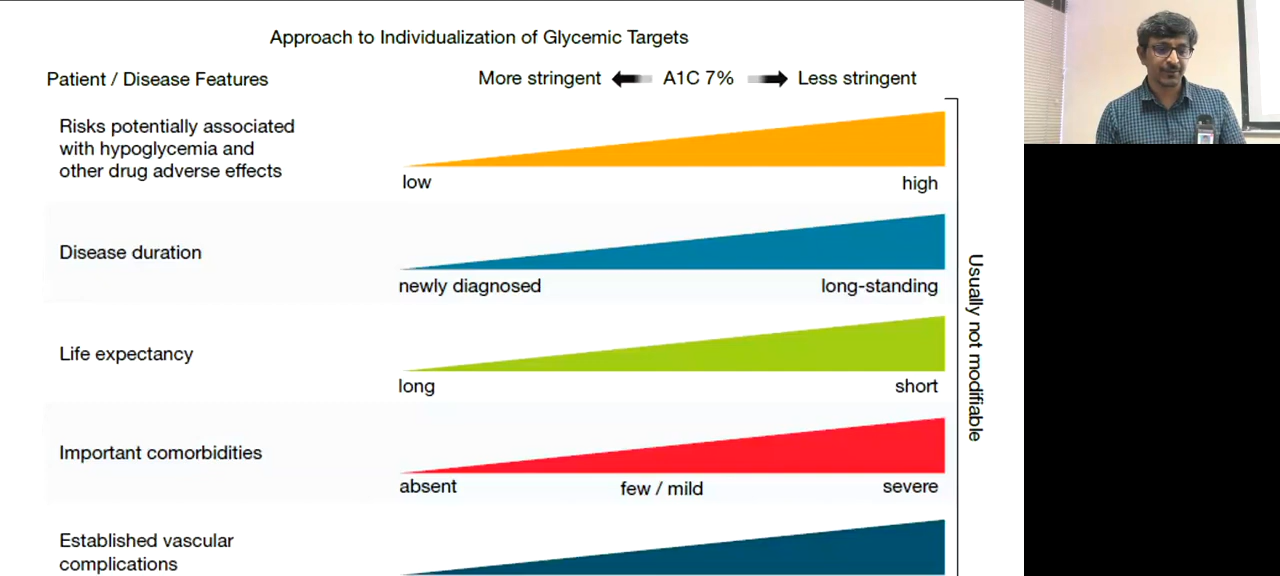 Approach to Individualization of Glycemic Targets
Patient / Disease Features
More stringent A1C 7% Less stringent
Risks potentially associated
with hypoglycemia and
other drug adverse effects
low high
Disease duration
newly diagnosed long-standing
Life expectancy
long short
Important comorbidities
absent few / mild severe
Established vascular
complications
Usually not modifiable